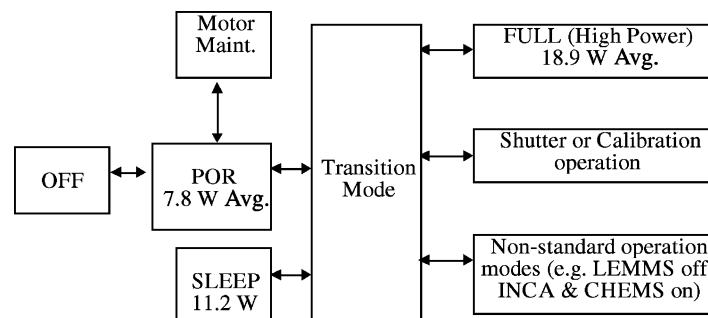 Motor
Maint.
FULL (High Power)
18.9 W Avg.
OFF
POR
7.8 W Avg.
Transition
Mode
Shutter or Calibration
operation
SLEEP
11.2 W
Non-standard operation
modes (e.g. LEMMS off
INCA & CHEMS on)